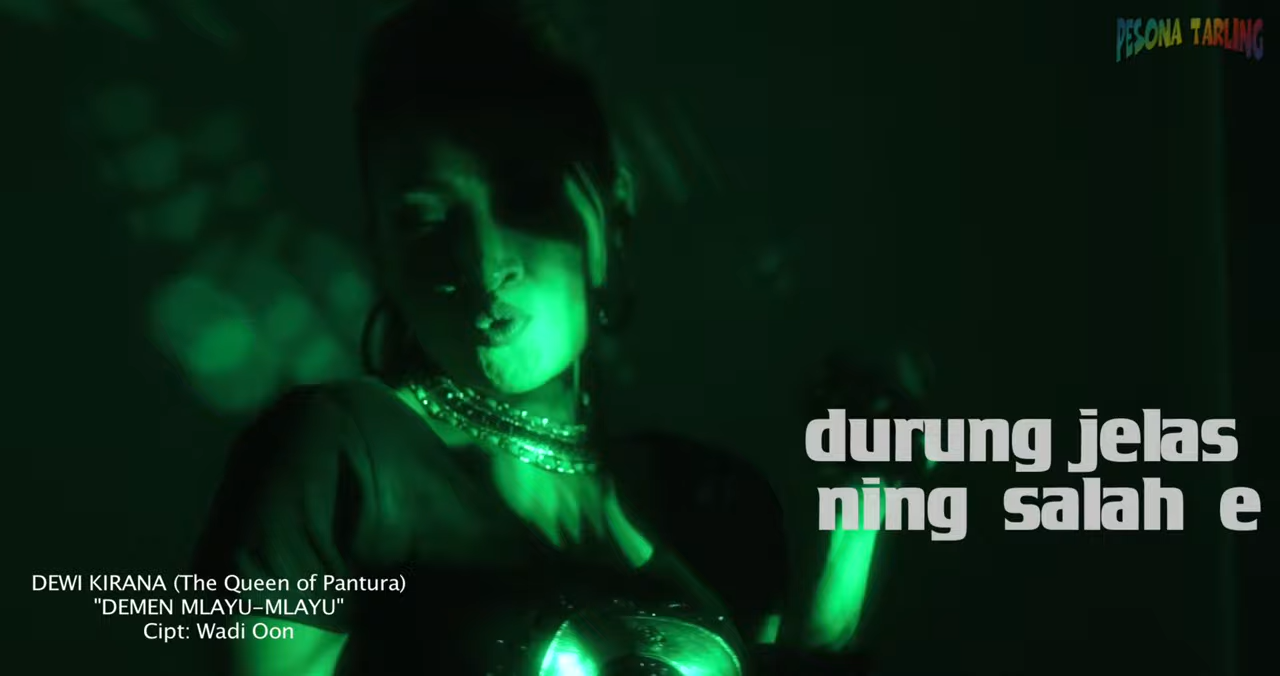 PESONA TARLING
durung jelas
ning salah e
DEWI KIRANA (The Queen of Pantura)
"DEMEN MLAYU-MLAYU"
Cipt: Wadi Oon